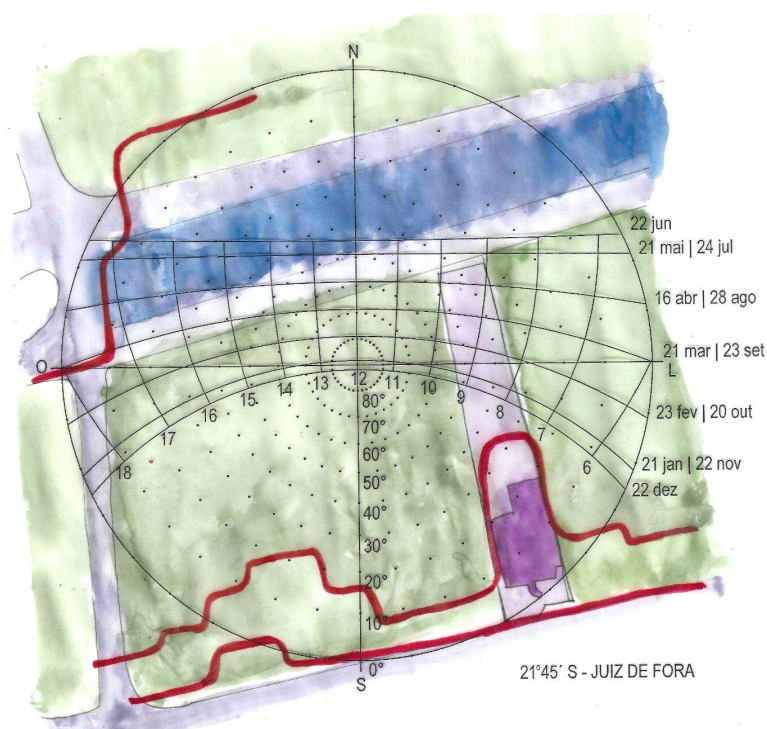 N
22 jun
21 mai | 24 jul
16 abr | 28 ago
21 mar | 23 set
O
L
18
17
16
15
14
13
12
11
10
9
8
7
6
23 fev | 20 out
21 jan | 22 nov
22 dez
80°
70°
60°
50°
40°
30°
20°
10°
0°
S
21°45´ S - JUIZ DE FORA